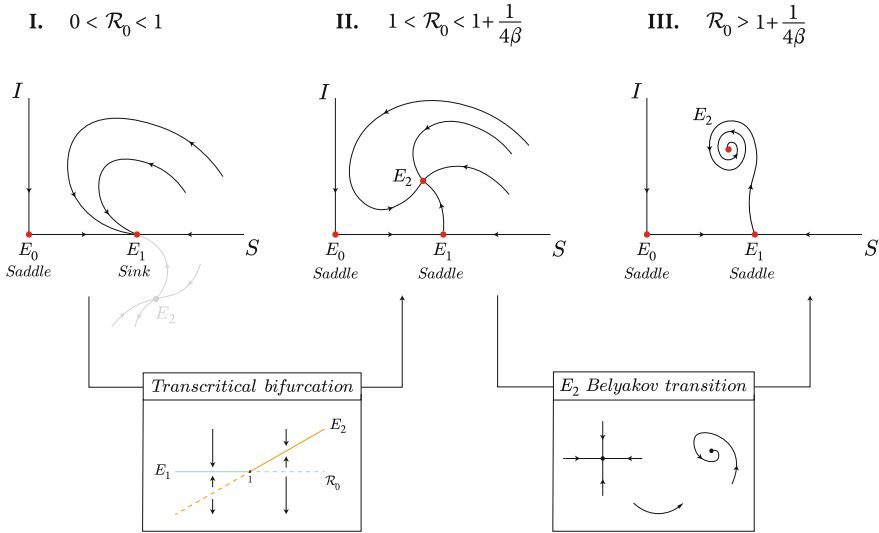 I. 0 < ℛ₀ < 1
II. 1 < ℛ₀ < 1 + 1/4β
III. ℛ₀ > 1 + 1/4β
I
I
I
E₂
E₂
E₀
E₁
S
E₀
E₁
S
E₀
E₁
S
Saddle
Sink
Saddle
Saddle
Saddle
Saddle
E₂
Transcritical bifurcation
E₂ Belyakov transition
E₂
E₁
1
ℛ₀